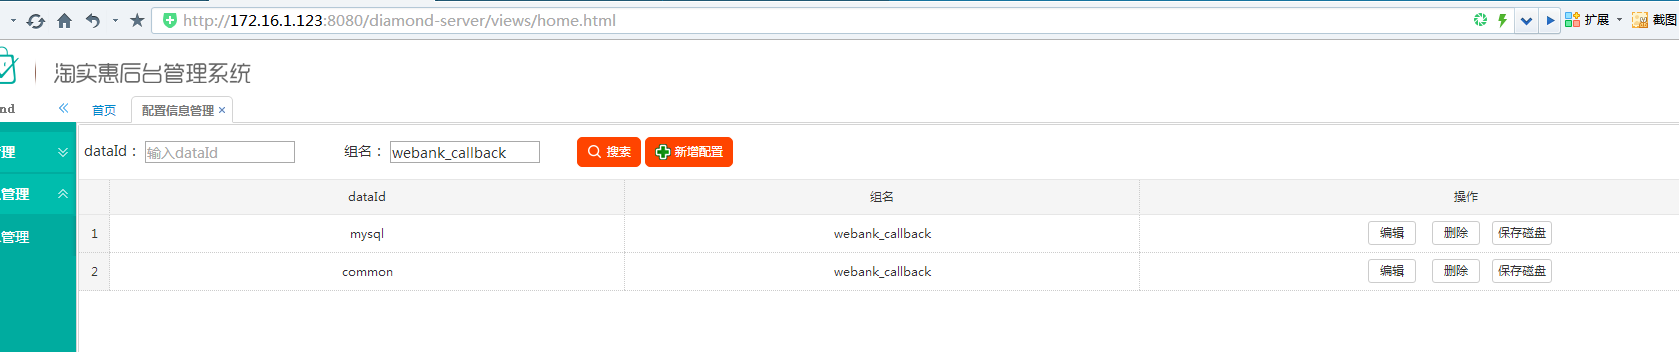 http://172.16.1.123:8080/diamond-server/views/home.html 扩展 截图
淘实惠后台管理系统
nd 首页 配置信息管理 ×
管理
管理
管理
dataId： 输入dataId 组名： webank_callback 搜索 新增配置
dataId 组名 操作
1 mysql webank_callback 编辑 删除 保存磁盘
2 common webank_callback 编辑 删除 保存磁盘